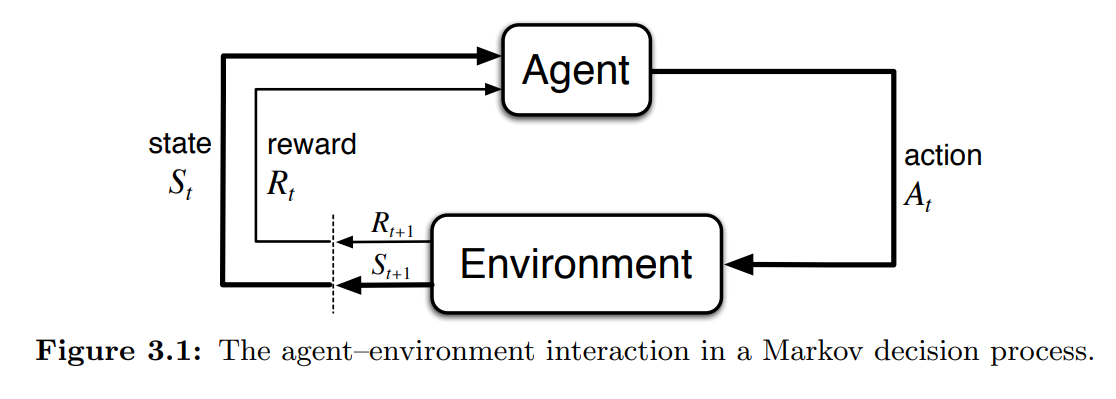 Agent
state
S_t
reward
R_t
action
A_t
R_{t+1}
S_{t+1}
Environment
Figure 3.1: The agent–environment interaction in a Markov decision process.